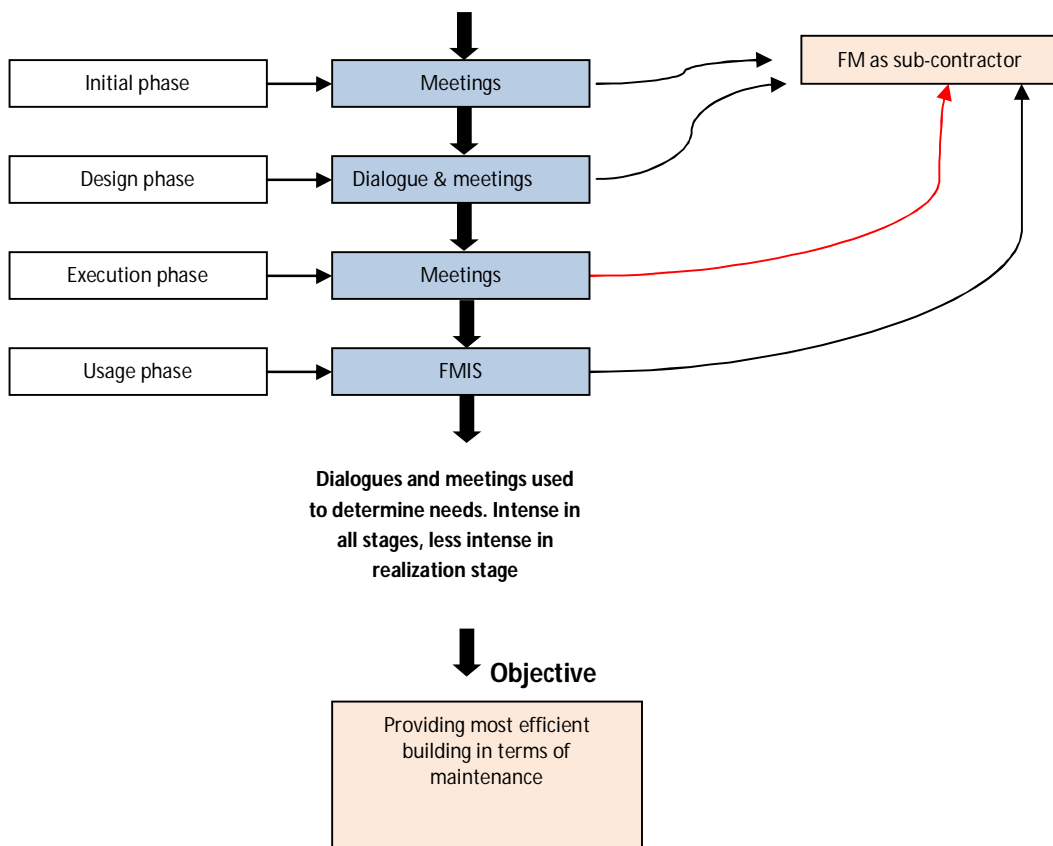 FM as sub-contractor
Initial phase
Meetings
Design phase
Dialogue & meetings
Execution phase
Meetings
Usage phase
FMIS
Dialogues and meetings used
to determine needs. Intense in
all stages, less intense in
realization stage
Objective
Providing most efficient
building in terms of
maintenance